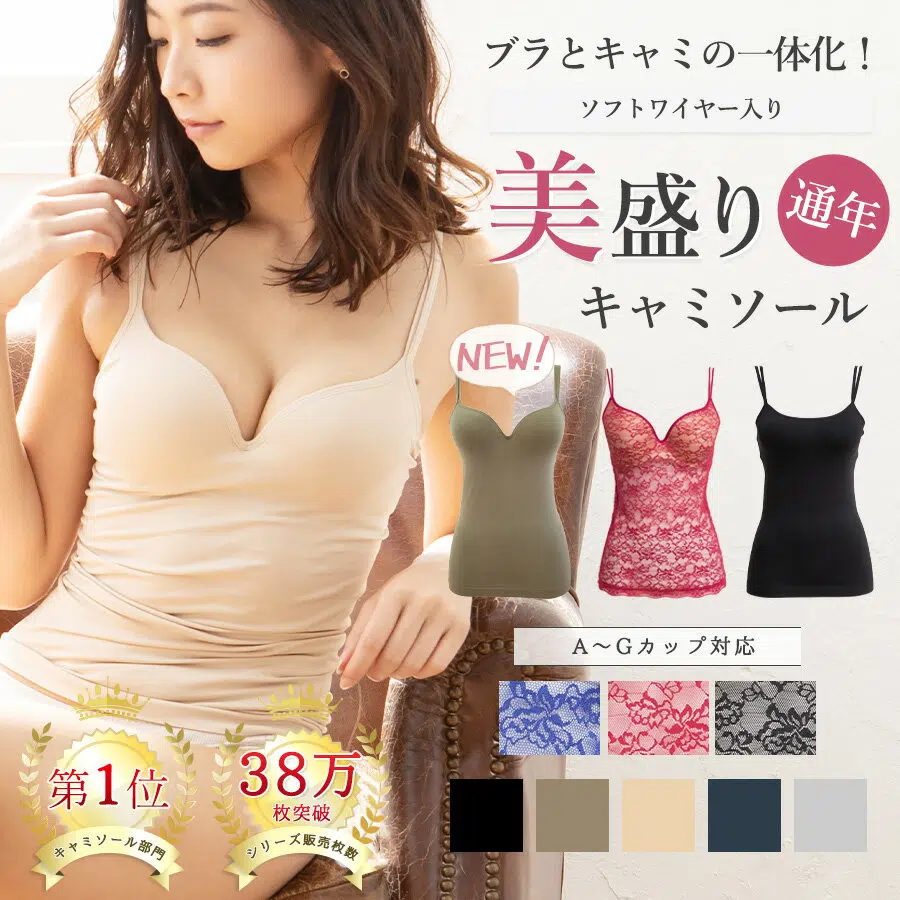 ブラとキャミの一体化！
ソフトワイヤー入り
美盛り
通年
キャミソール
NEW!
A〜Gカップ対応
第1位
キャミソール部門
38万
枚突破
シリーズ販売枚数